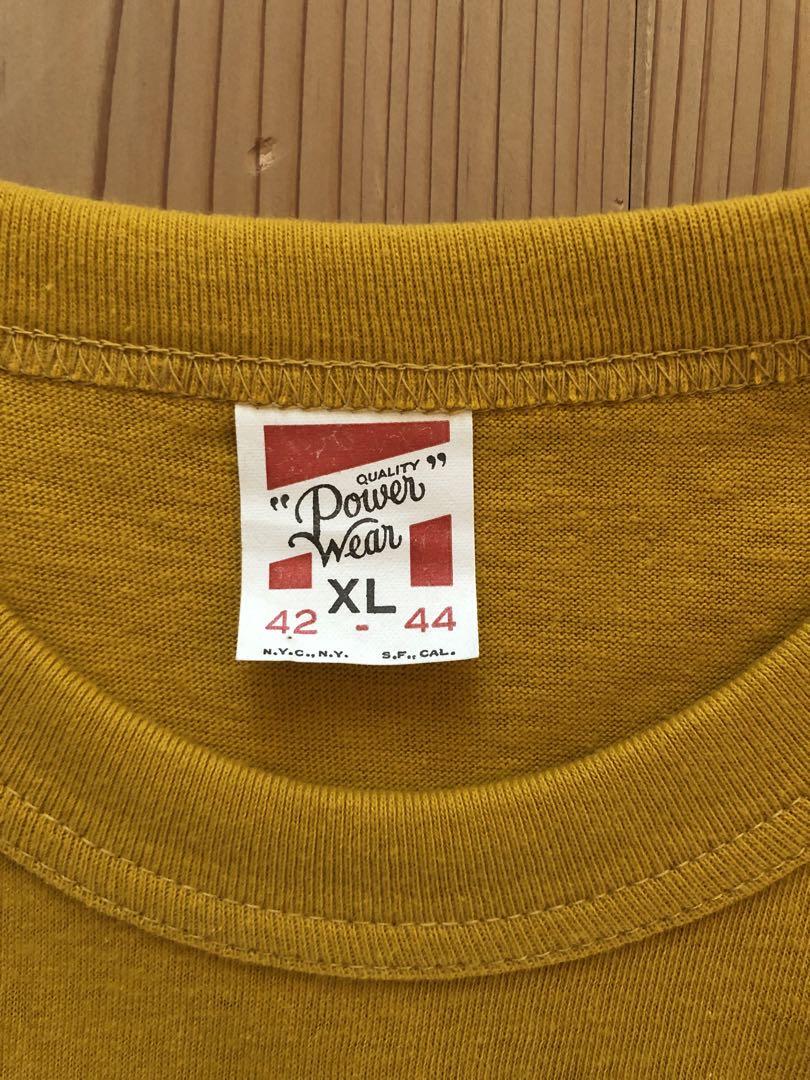 QUALITY
"Power"
Wear
XL
42 - 44
N.Y.C., N.Y. S.F., CAL.